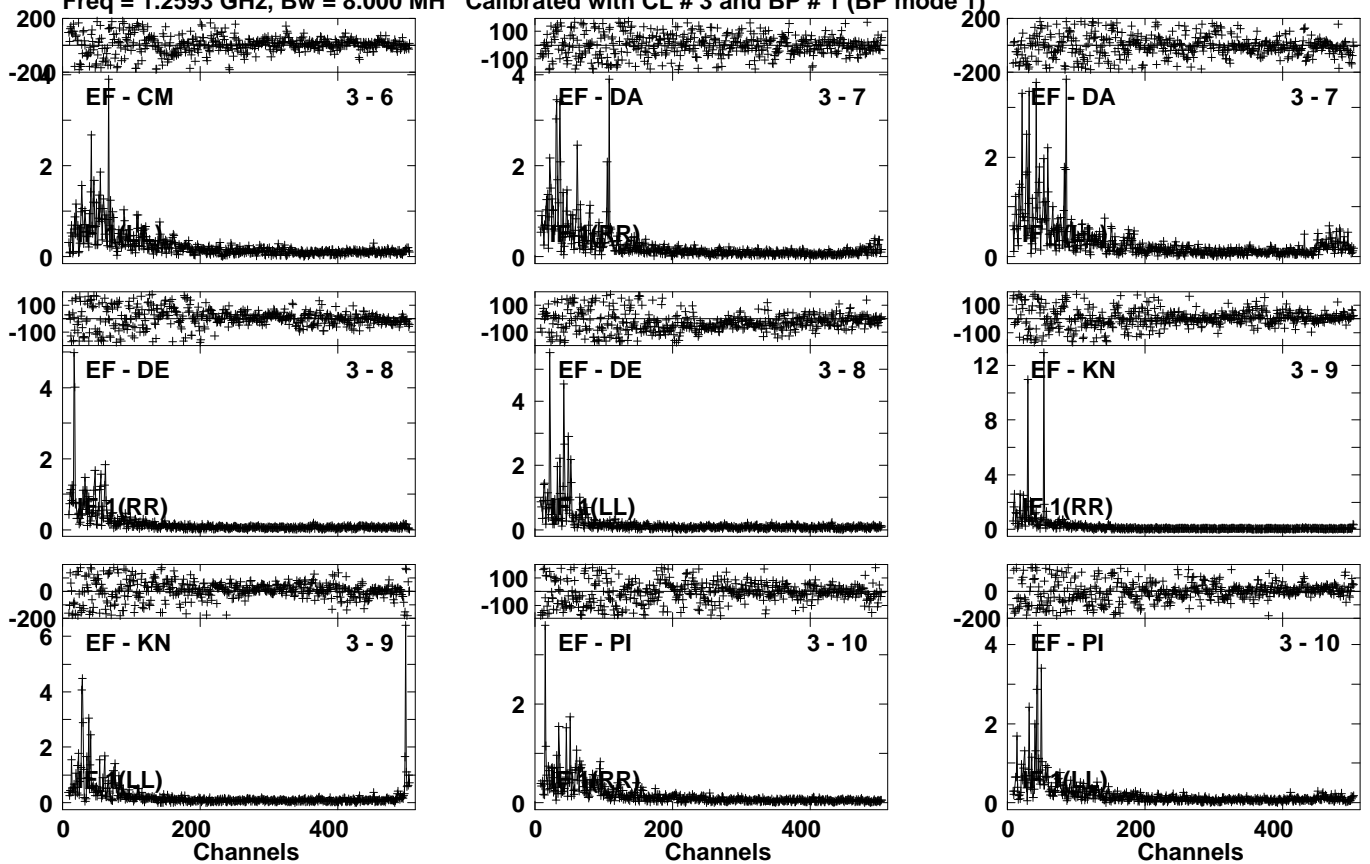 Freq = 1.2593 GHz, Bw = 8.000 MH Calibrated with CL # 3 and BP # 1 (BP mode 1)
200
-200
4
2
0
EF - CM 3 - 6
100
-100
4
2
0
EF - DA 3 - 7
IF 1(RR)
200
0
-200
2
0
EF - DA 3 - 7
100
-100
4
2
0
EF - DE 3 - 8
IF 1(RR)
100
-100
4
2
0
EF - DE 3 - 8
IF 1(LL)
100
-100
12
8
4
0
EF - KN 3 - 9
IF 1(RR)
0
-200
6
4
2
0
EF - KN 3 - 9
IF 1(LL)
0 200 400
Channels
100
-100
2
0
EF - PI 3 - 10
IF 1(RR)
0 200 400
Channels
0
-200
4
2
0
EF - PI 3 - 10
IF 1(LL)
0 200 400
Channels